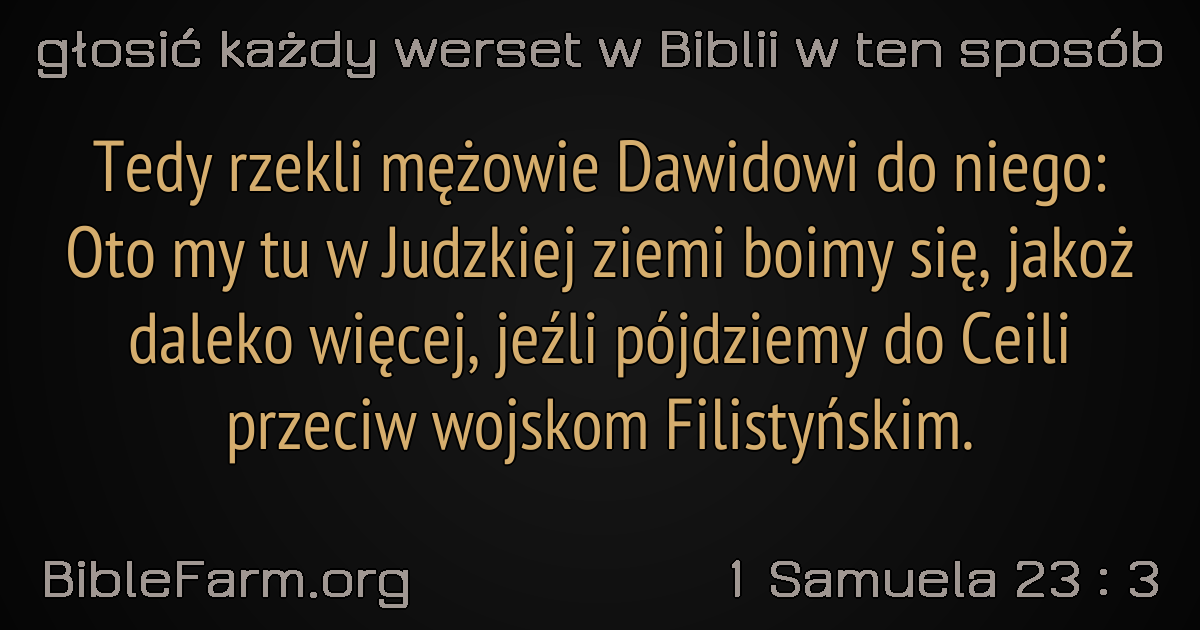 głosić każdy werset w Biblii w ten sposób
Tedy rzekli mężowie Dawidowi do niego:
Oto my tu w Judzkiej ziemi boimy się, jakoż
daleko więcej, jeźli pójdziemy do Ceili
przeciw wojskom Filistyńskim.
BibleFarm.org
1 Samuela 23 : 3